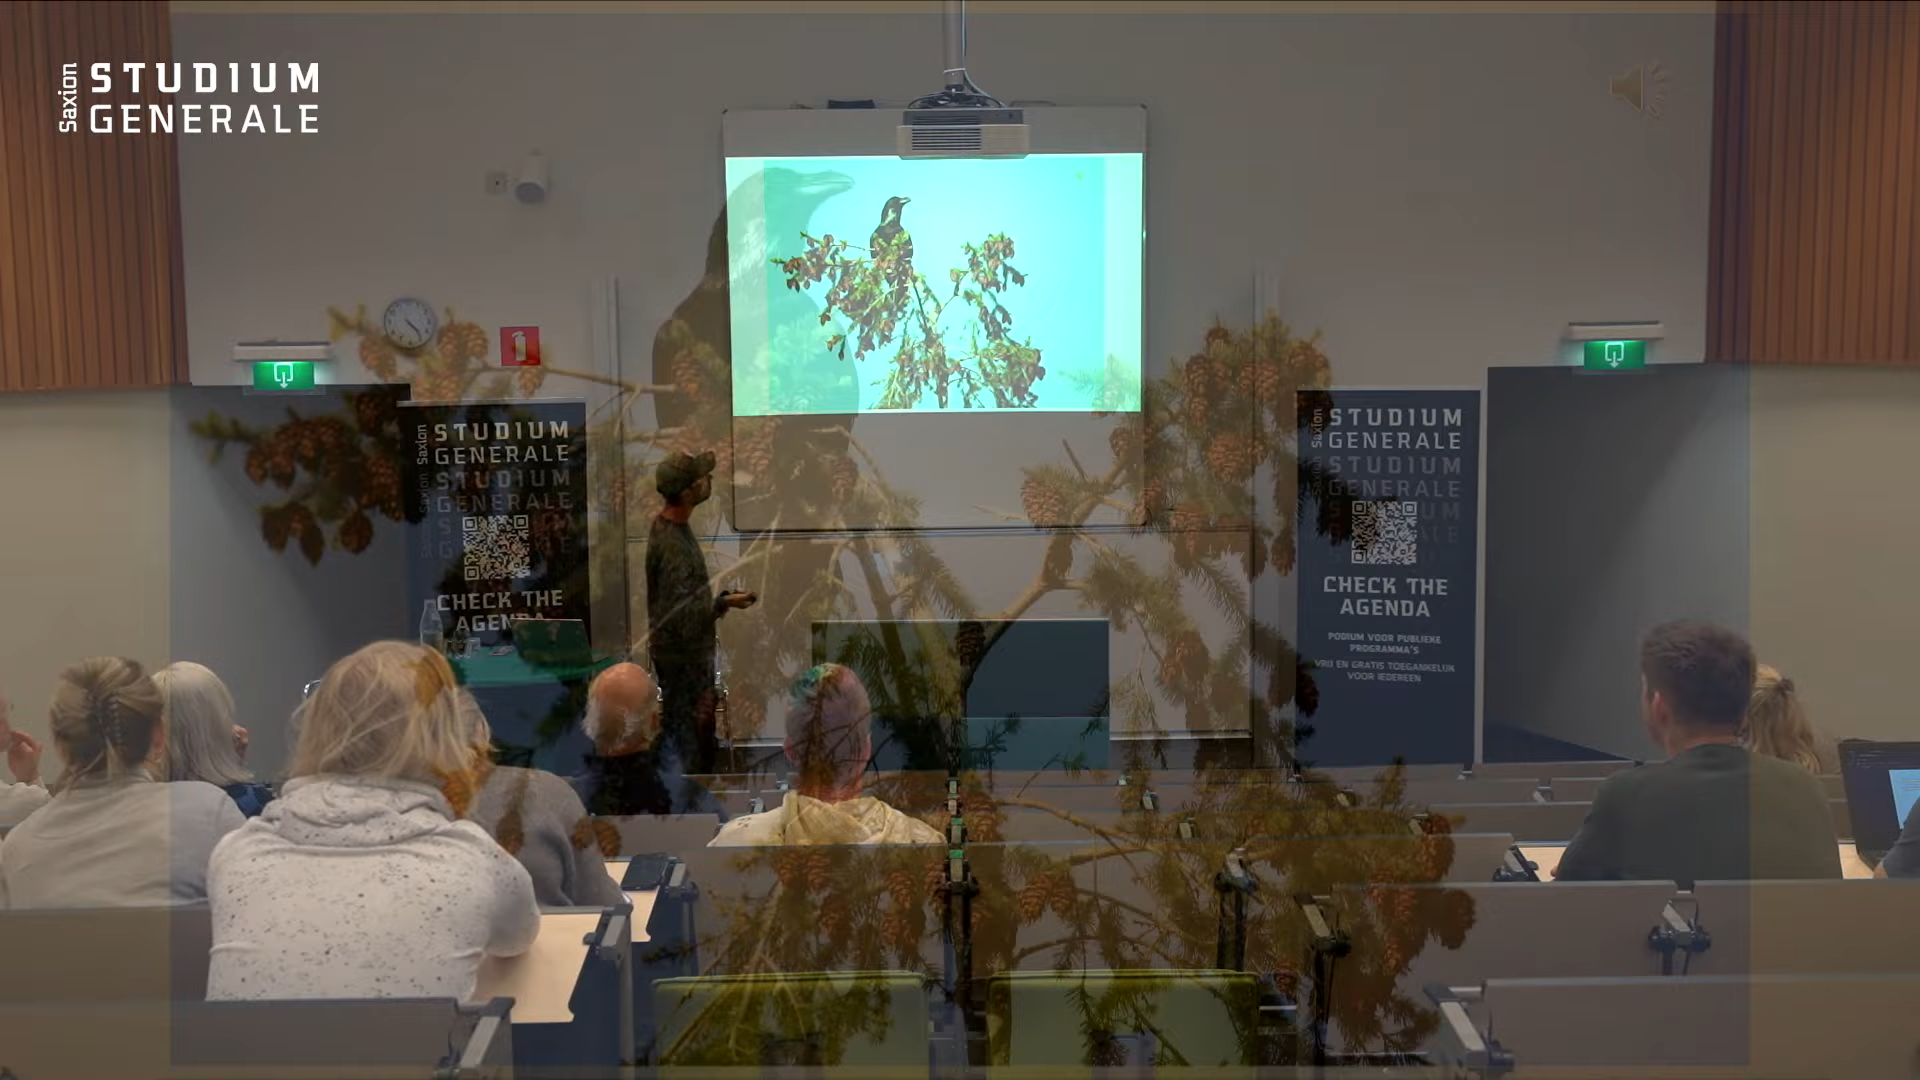 Saxion
STUDIUM
GENERALE
Saxion
STUDIUM
GENERALE
STUDIUM
GENERALE
CHECK THE
AGENDA
Saxion
STUDIUM
GENERALE
STUDIUM
GENERALE
CHECK THE
AGENDA
PODIUM VOOR PUBLIEKE
PROGRAMMA'S
VRIJ EN GRATIS TOEGANKELIJK
VOOR IEDEREEN